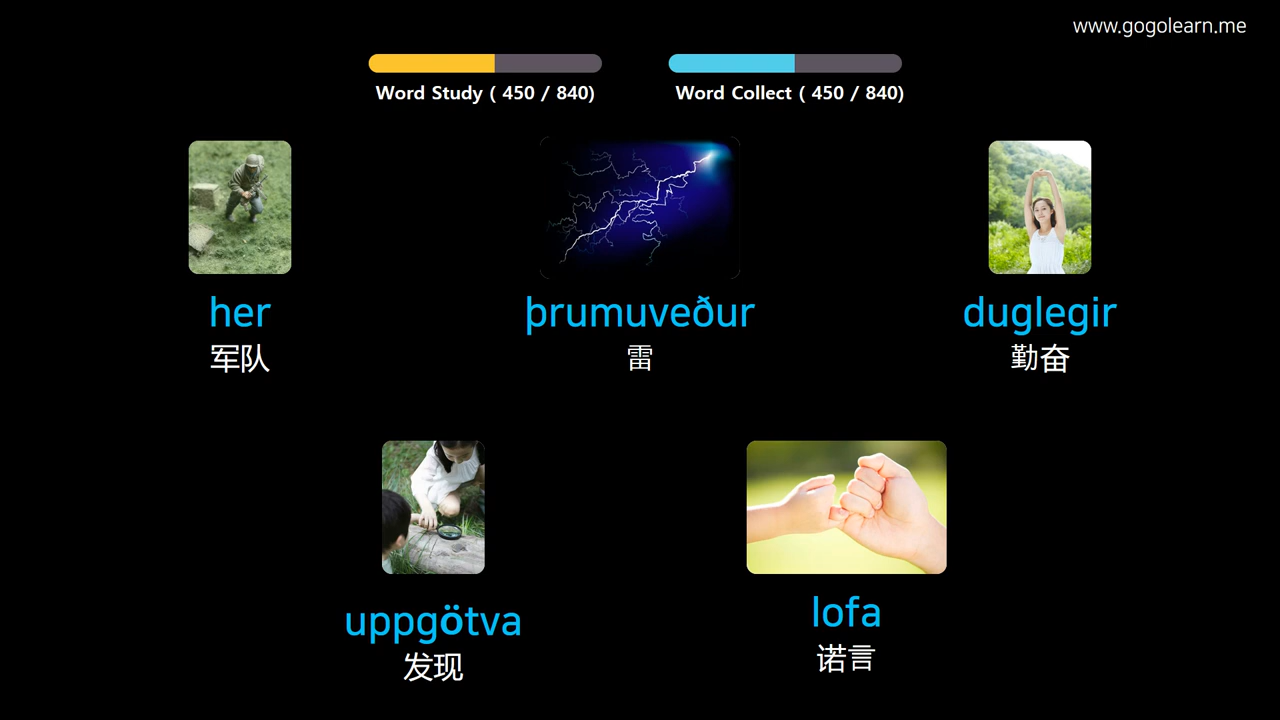 www.gogolearn.me
Word Study ( 450 / 840)
Word Collect ( 450 / 840)
her
军队
þrumuveður
雷
duglegir
勤奋
uppgötva
发现
lofa
诺言